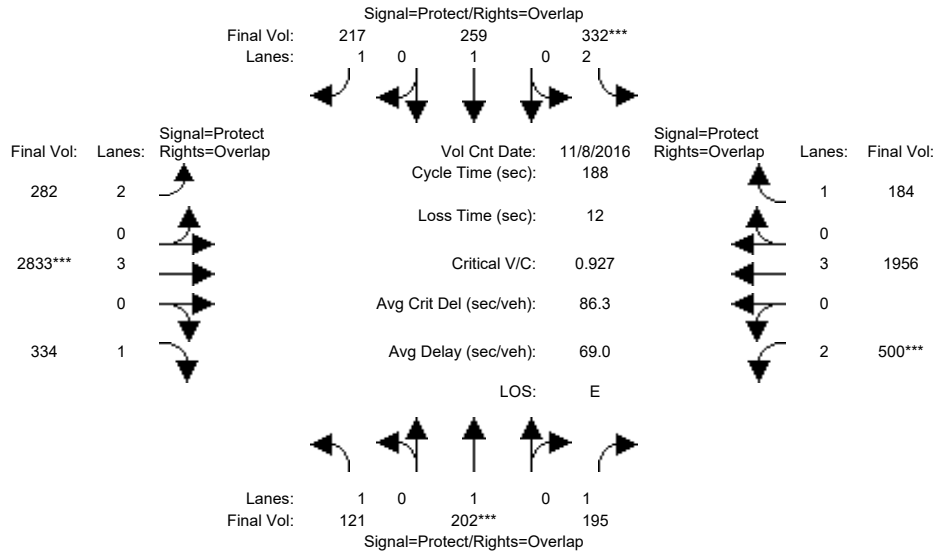 Signal=Protect/Rights=Overlap
Final Vol: 217 259 332***
Lanes: 1 0 1 0 2
Signal=Protect Signal=Protect
Final Vol: Lanes: Rights=Overlap Vol Cnt Date: 11/8/2016 Rights=Overlap Lanes: Final Vol:
Cycle Time (sec): 188
282 2 1 184
Loss Time (sec): 12
0 0
2833*** 3 Critical V/C: 0.927 3 1956
0 Avg Crit Del (sec/veh): 86.3 0
334 1 Avg Delay (sec/veh): 69.0 2 500***
LOS: E
Lanes: 1 0 1 0 1
Final Vol: 121 202*** 195
Signal=Protect/Rights=Overlap